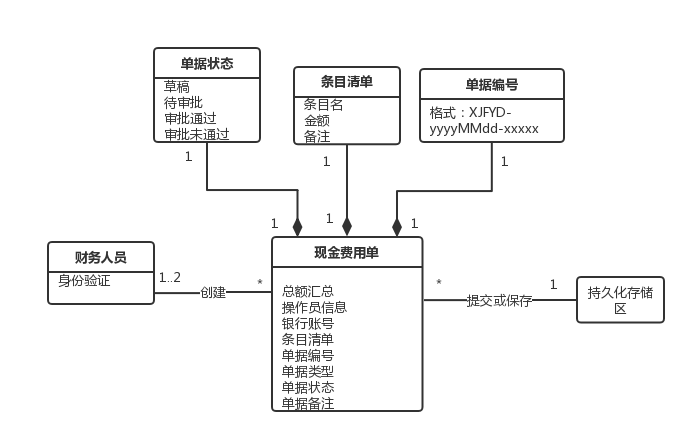 单据状态
草稿
待审批
审批通过
审批未通过
条目清单
条目名
金额
备注
单据编号
格式：XJFYD-
yyyyMMdd-xxxxx
1
1
1
1
1
1
财务人员
身份验证
1..2
创建
*
现金费用单
总额汇总
操作员信息
银行账号
条目清单
单据编号
单据类型
单据状态
单据备注
*
提交或保存
1
持久化存储
区